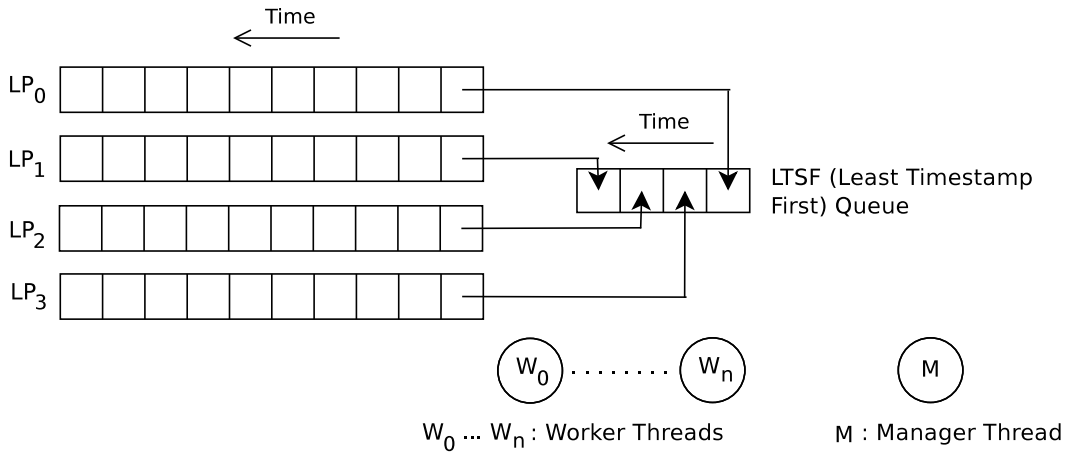 Time
LP0
LP1
LP2
LP3
Time
LTSF (Least Timestamp
First) Queue
W0 ........ Wn
M
W0 ... Wn : Worker Threads
M : Manager Thread